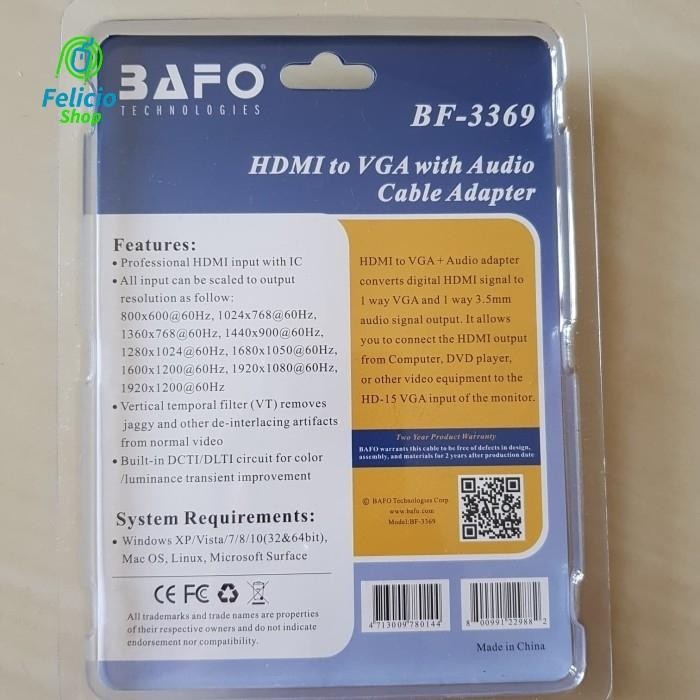 Felicio
Shop
BAFO®
TECHNOLOGIES
BF-3369
HDMI to VGA with Audio
Cable Adapter
Features:
• Professional HDMI input with IC
• All input can be scaled to output
resolution as follow:
800x600@60Hz, 1024x768@60Hz,
1360x768@60Hz, 1440x900@60Hz,
1280x1024@60Hz, 1680x1050@60Hz,
1600x1200@60Hz, 1920x1080@60Hz,
1920x1200@60Hz
• Vertical temporal filter (VT) removes
jaggy and other de-interlacing artifacts
from normal video
• Built-in DCTI/DLTI circuit for color
/luminance transient improvement
System Requirements:
• Windows XP/Vista/7/8/10(32&64bit),
Mac OS, Linux, Microsoft Surface
CE FC
All trademarks and trade names are properties
of their respective owners and do not indicate
endorsement nor compatibility.
HDMI to VGA + Audio adapter
converts digital HDMI signal to
1 way VGA and 1 way 3.5mm
audio signal output. It allows
you to connect the HDMI output
from Computer, DVD player,
or other video equipment to the
HD-15 VGA input of the monitor.
Two Year Product Warranty
BAFO warrants this cable to be free of defects in design,
assembly, and materials for 2 years after production date
© BAFO Technologies Corp.
www.bafo.com
Model:BF-3369
4 713009 780144
8 00991 22988 2
Made in China